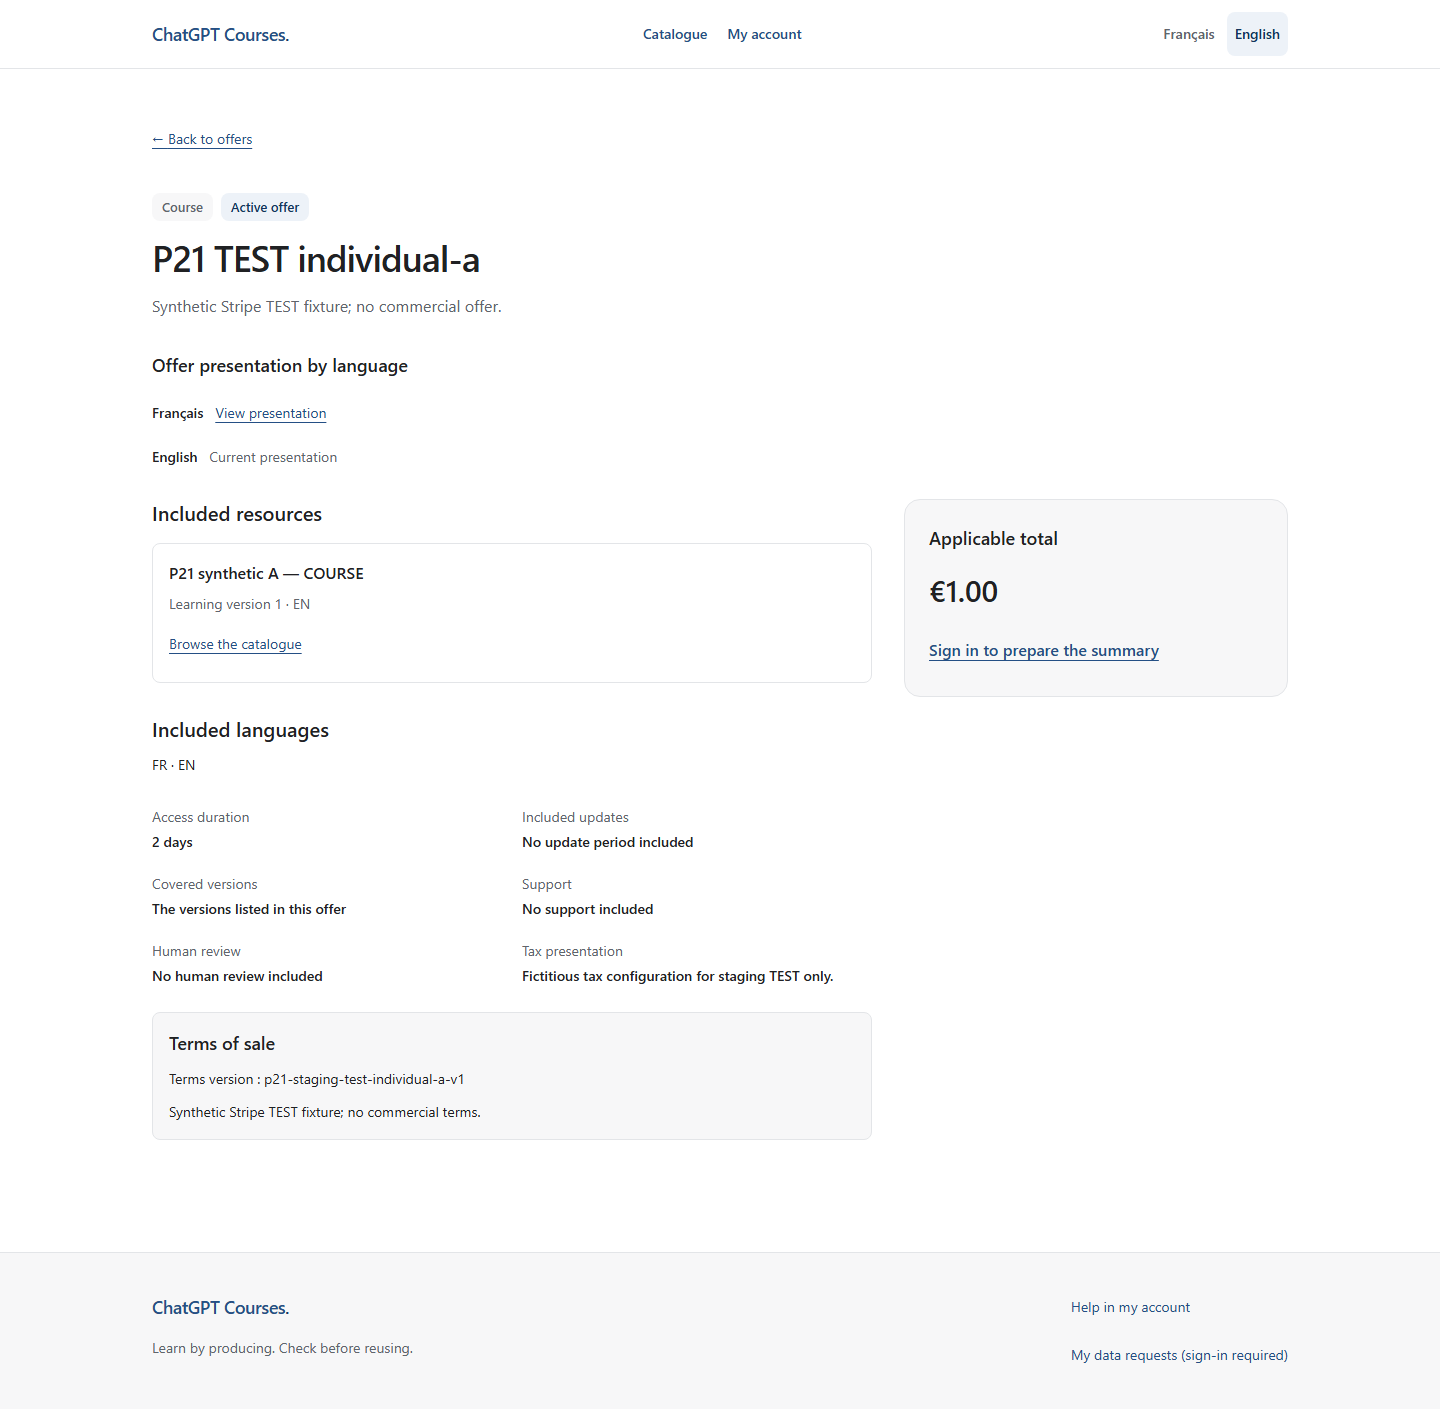 ChatGPT Courses.
Catalogue My account
Français English
← Back to offers
Course Active offer
P21 TEST individual-a
Synthetic Stripe TEST fixture; no commercial offer.
Offer presentation by language
Français View presentation
English Current presentation
Included resources
P21 synthetic A — COURSE
Learning version 1 · EN
Browse the catalogue
Applicable total
€1.00
Sign in to prepare the summary
Included languages
FR · EN
Access duration
2 days
Included updates
No update period included
Covered versions
The versions listed in this offer
Support
No support included
Human review
No human review included
Tax presentation
Fictitious tax configuration for staging TEST only.
Terms of sale
Terms version : p21-staging-test-individual-a-v1
Synthetic Stripe TEST fixture; no commercial terms.
ChatGPT Courses.
Learn by producing. Check before reusing.
Help in my account
My data requests (sign-in required)